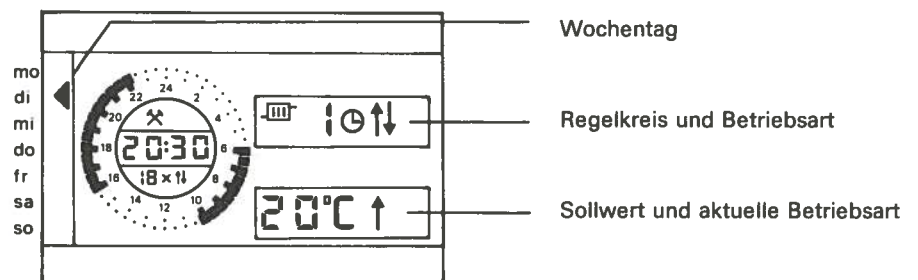 Wochentag
mo
di
mi
do
fr
sa
so
24
2
4
6
8
10
12
14
16
18
20
22
20:30
18 x ↑↓
1 ↑↓
Regelkreis und Betriebsart
20°C ↑
Sollwert und aktuelle Betriebsart